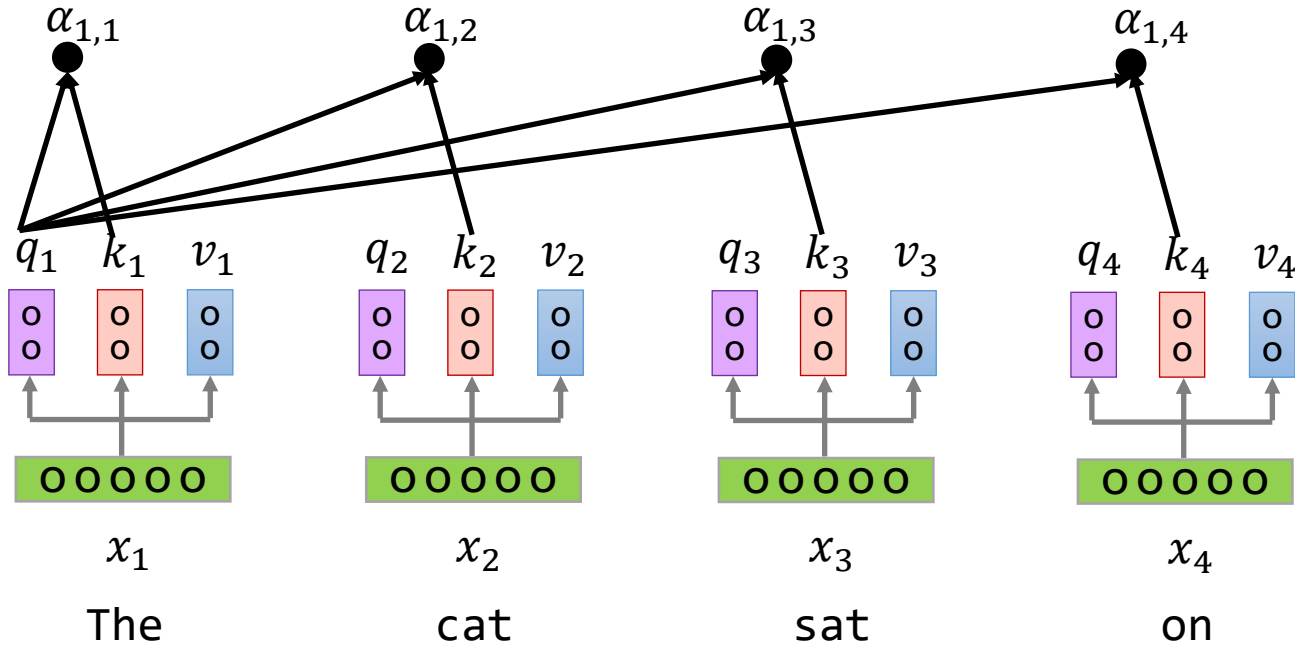 α1,1 α1,2 α1,3 α1,4
q1 k1 v1 q2 k2 v2 q3 k3 v3 q4 k4 v4
o o o o o o o o o o o o
o o o o o o o o o o o o
o o o o o o o o o o o o o o o o o o o o
x1 x2 x3 x4
The cat sat on